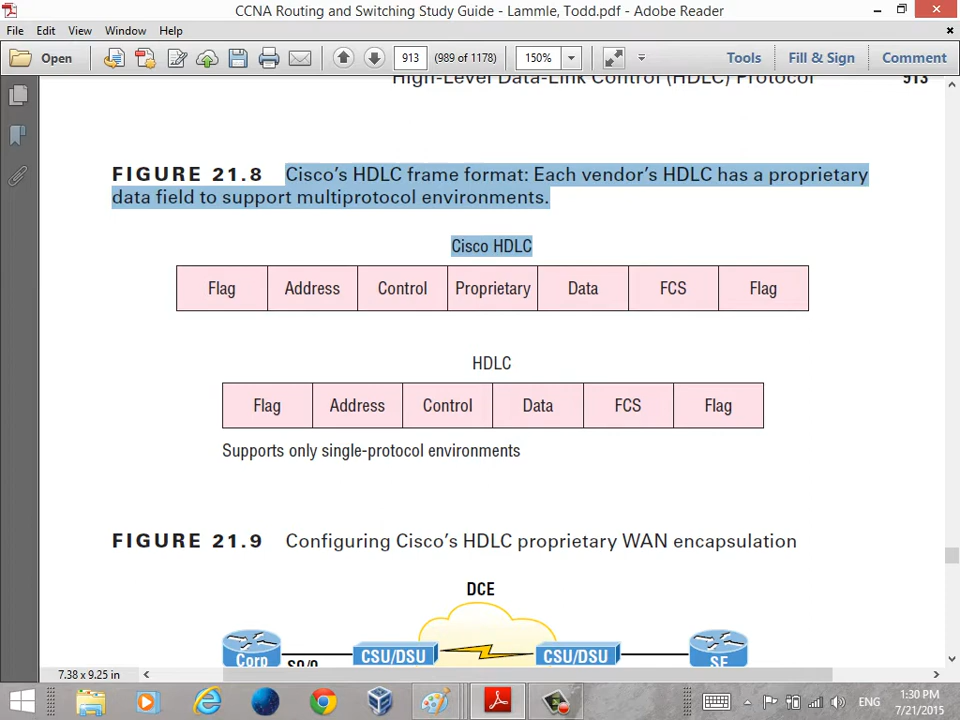 CCNA Routing and Switching Study Guide - Lammle, Todd.pdf - Adobe Reader
File Edit View Window Help
Open 913 (989 of 1178) 150% Tools Fill & Sign Comment
High-Level Data-Link Control (HDLC) Protocol 913
FIGURE 21.8 Cisco's HDLC frame format: Each vendor's HDLC has a proprietary
data field to support multiprotocol environments.
Cisco HDLC
Flag Address Control Proprietary Data FCS Flag
HDLC
Flag Address Control Data FCS Flag
Supports only single-protocol environments
FIGURE 21.9 Configuring Cisco's HDLC proprietary WAN encapsulation
DCE
Corp S0/0 CSU/DSU CSU/DSU SF
7.38 x 9.25 in
ENG 1:30 PM
7/21/2015